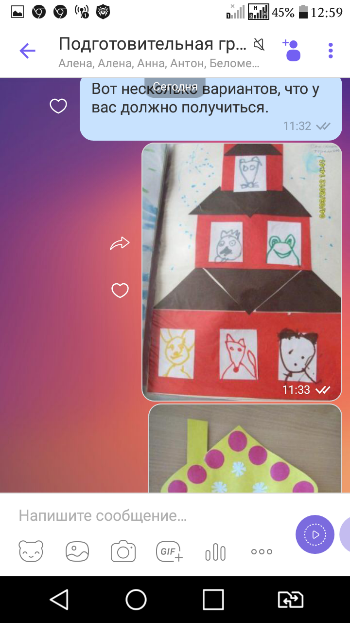 45% 12:59
Подготовительная гр...
Алена, Алена, Анна, Антон, Беломе...
Сегодня
Вот несколько вариантов, что у
вас должно получиться.
11:32
11:33
Напишите сообщение...
GIF